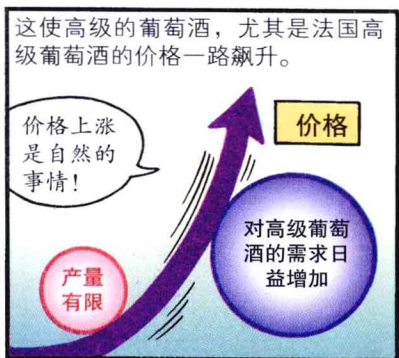 这使高级的葡萄酒，尤其是法国高
级葡萄酒的价格一路飙升。
价格上涨
是自然的
事情！
价格
对高级葡萄
酒的需求日
益增加
产量
有限